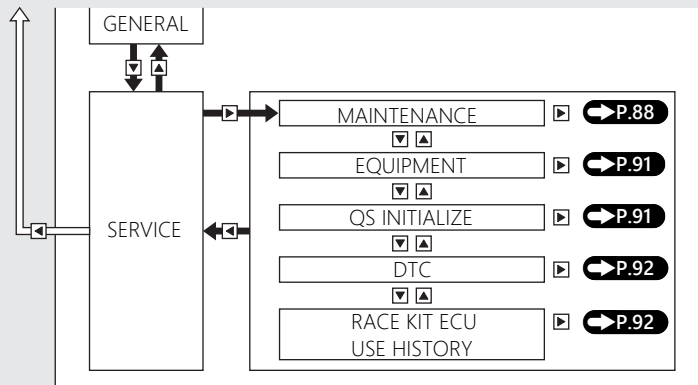 GENERAL
SERVICE
MAINTENANCE P.88
EQUIPMENT P.91
QS INITIALIZE P.91
DTC P.92
RACE KIT ECU P.92
USE HISTORY